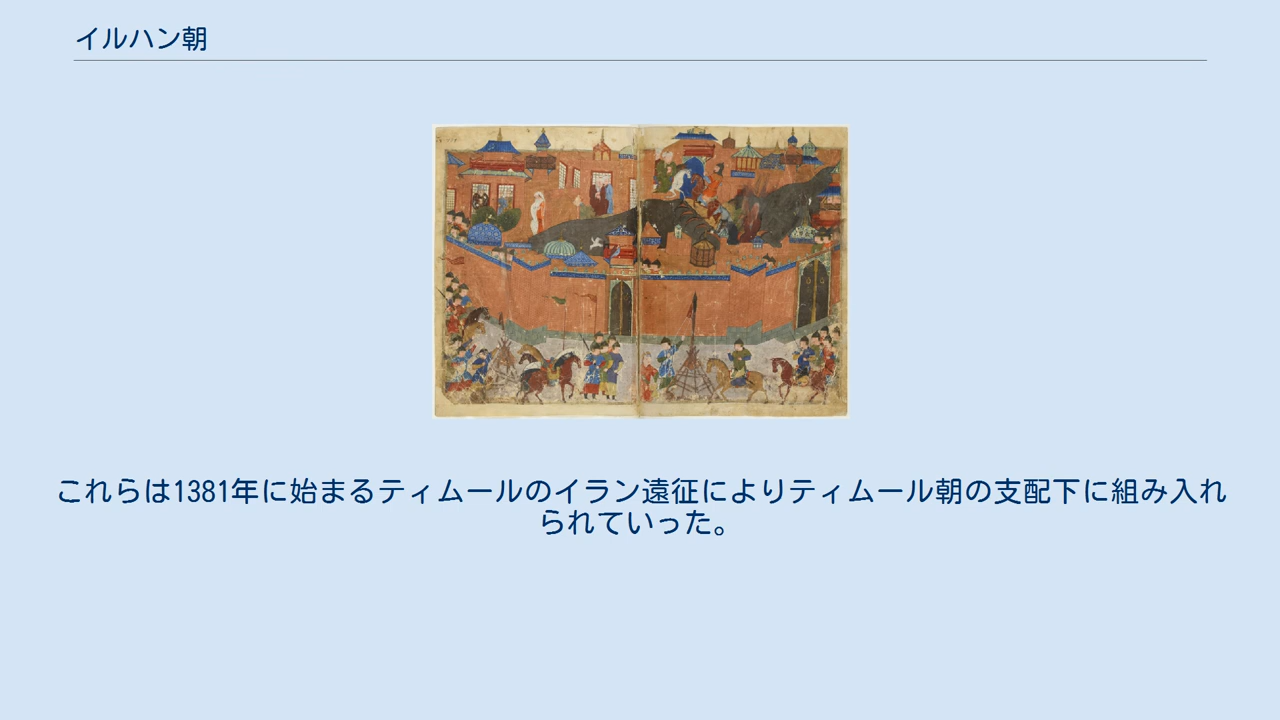 イルハン朝
これらは1381年に始まるティムールのイラン遠征によりティムール朝の支配下に組み入れ
られていった。